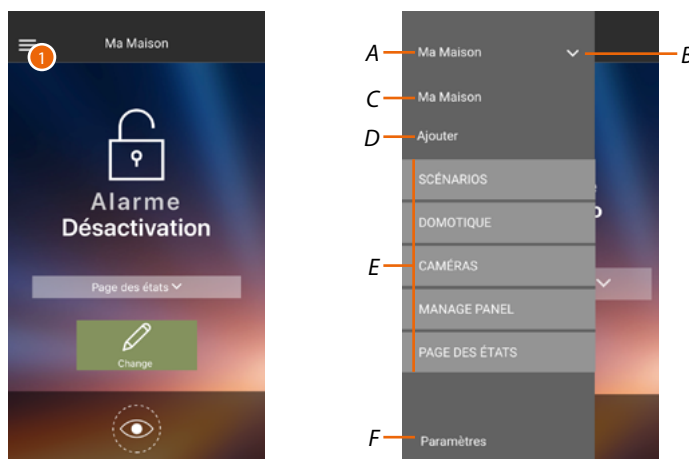 1
Ma Maison
Alarme
Désactivation
Page des états
Change
A
Ma Maison
B
C
Ma Maison
D
Ajouter
SCÉNARIOS
DOMOTIQUE
E
CAMÉRAS
MANAGE PANEL
PAGE DES ÉTATS
F
Paramètres